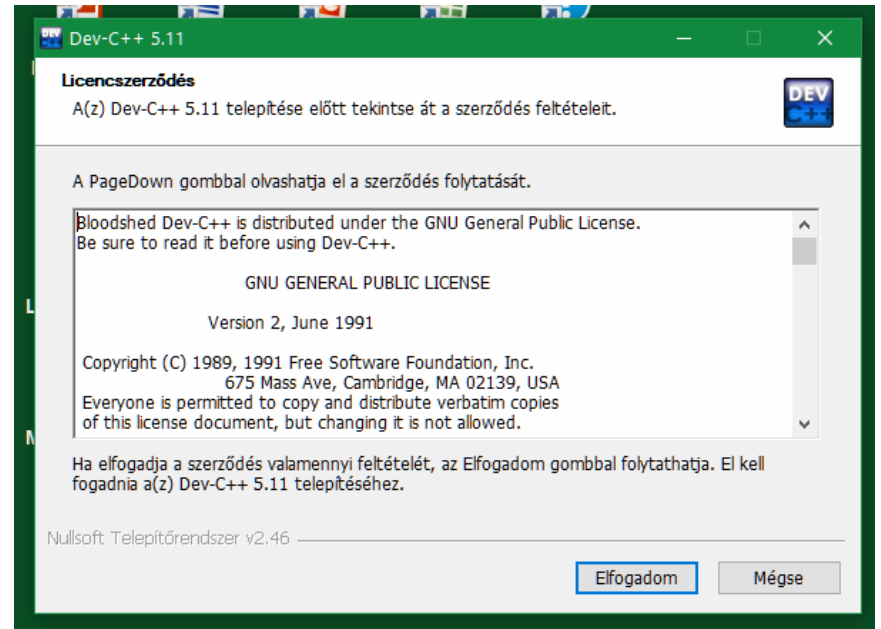 Dev-C++ 5.11
Licencszerződés
A(z) Dev-C++ 5.11 telepítése előtt tekintse át a szerződés feltételeit.
DEV
C++
A PageDown gombbal olvashatja el a szerződés folytatását.
Bloodshed Dev-C++ is distributed under the GNU General Public License.
Be sure to read it before using Dev-C++.
GNU GENERAL PUBLIC LICENSE
Version 2, June 1991
Copyright (C) 1989, 1991 Free Software Foundation, Inc.
675 Mass Ave, Cambridge, MA 02139, USA
Everyone is permitted to copy and distribute verbatim copies
of this license document, but changing it is not allowed.
Ha elfogadja a szerződés valamennyi feltételét, az Elfogadom gombbal folytathatja. El kell
fogadnia a(z) Dev-C++ 5.11 telepítéséhez.
Nullsoft Telepítőrendszer v2.46
Elfogadom
Mégse